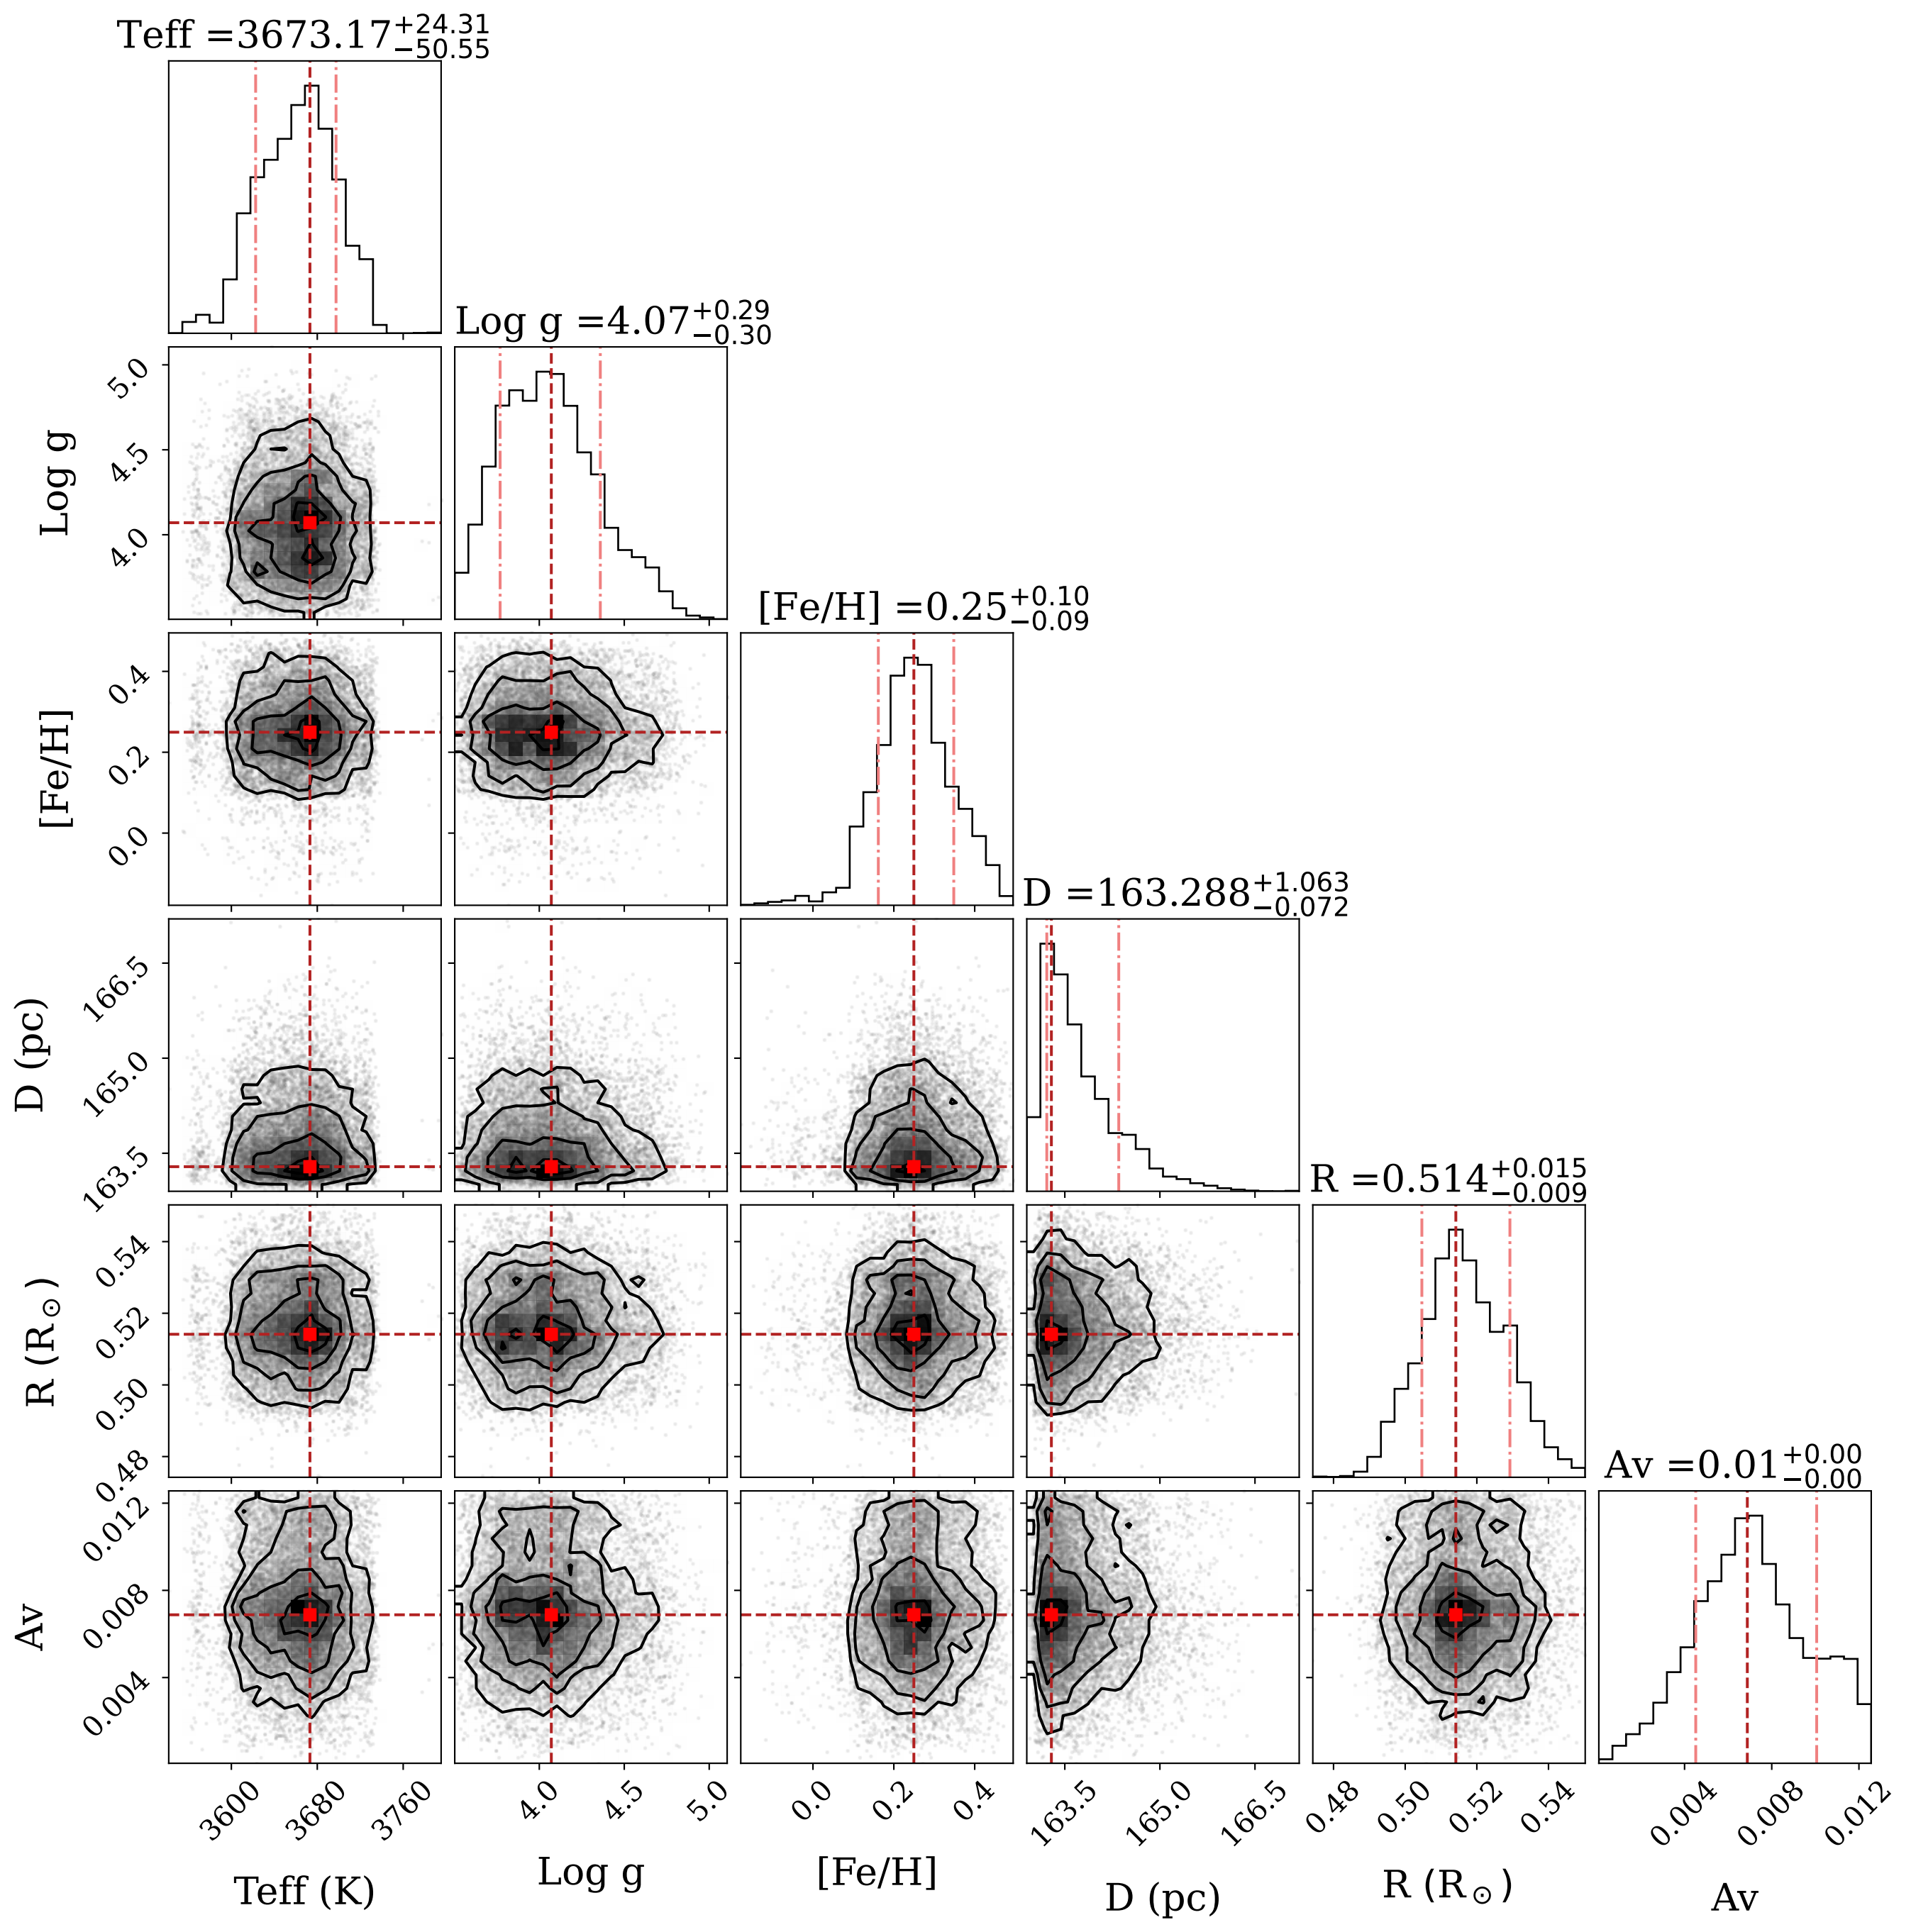 Teff =3673.17+24.31−50.55
Log g =4.07+0.29−0.30
5.0
4.5
4.0
Log g
[Fe/H] =0.25+0.10−0.09
0.4
0.2
0.0
[Fe/H]
D =163.288+1.063−0.072
166.5
165.0
163.5
D (pc)
R =0.514+0.015−0.009
0.54
0.52
0.50
0.48
R (R⊙)
Av =0.01+0.00−0.00
0.012
0.008
0.004
Av
3600 3680 3760 4.0 4.5 5.0 0.0 0.2 0.4 163.5 165.0 166.5 0.48 0.50 0.52 0.54 0.004 0.008 0.012
Teff (K) Log g [Fe/H] D (pc) R (R⊙) Av